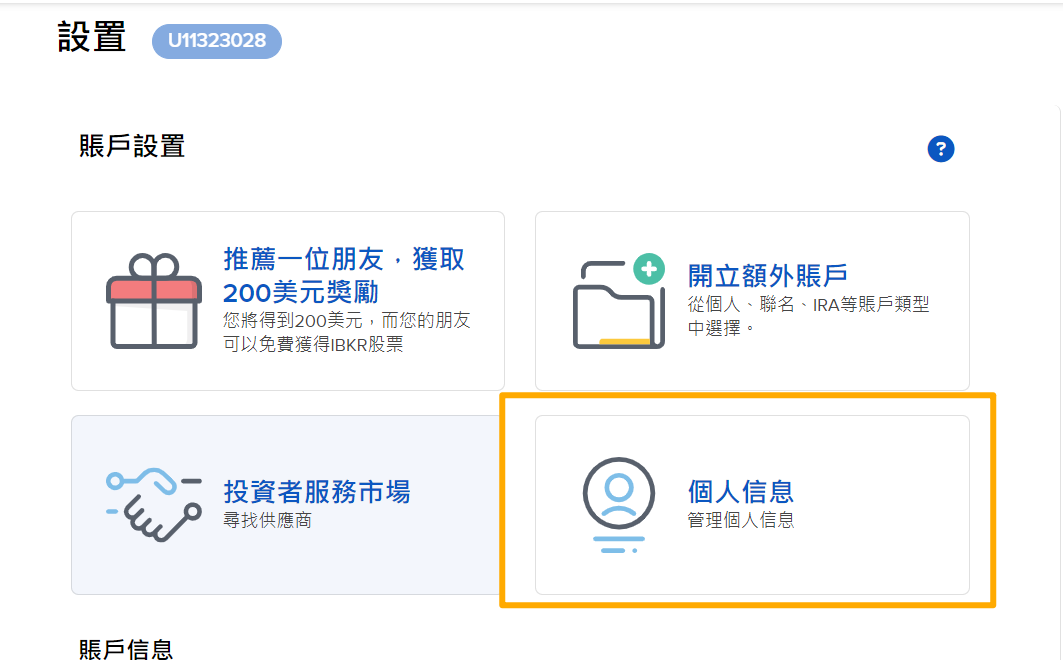 設置 U11323028
賬戶設置
?
推薦一位朋友，獲取
200美元獎勵
您將得到200美元，而您的朋友
可以免費獲得IBKR股票
開立額外賬戶
從個人、聯名、IRA等賬戶類型
中選擇。
投資者服務市場
尋找供應商
個人信息
管理個人信息
賬戶信息